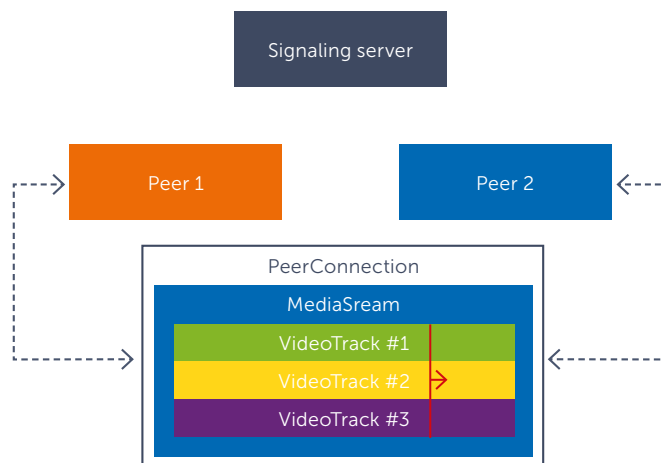 Signaling server
Peer 1
Peer 2
PeerConnection
MediaSream
VideoTrack #1
VideoTrack #2
VideoTrack #3